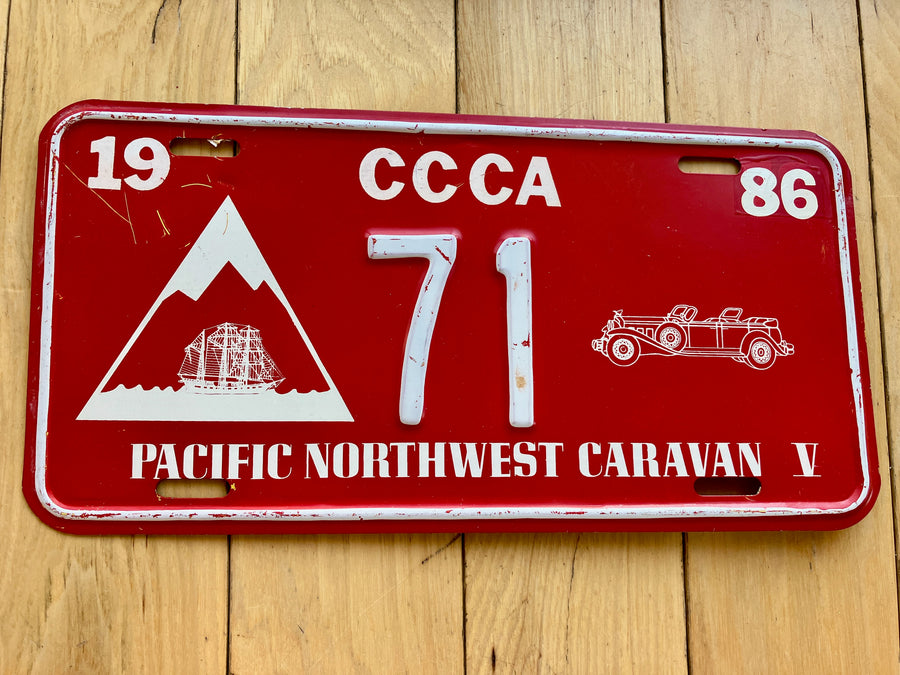 19 CCCA 86
71
PACIFIC NORTHWEST CARAVAN V